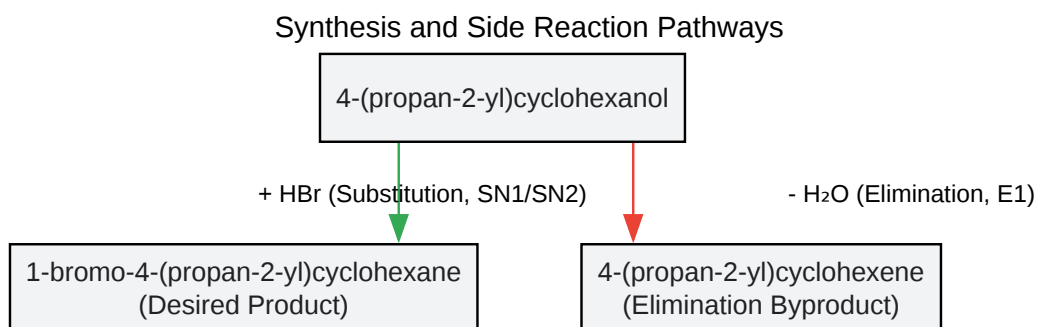 Synthesis and Side Reaction Pathways
4-(propan-2-yl)cyclohexanol
+ HBr (Substitution, SN1/SN2)
- H₂O (Elimination, E1)
1-bromo-4-(propan-2-yl)cyclohexane
(Desired Product)
4-(propan-2-yl)cyclohexene
(Elimination Byproduct)